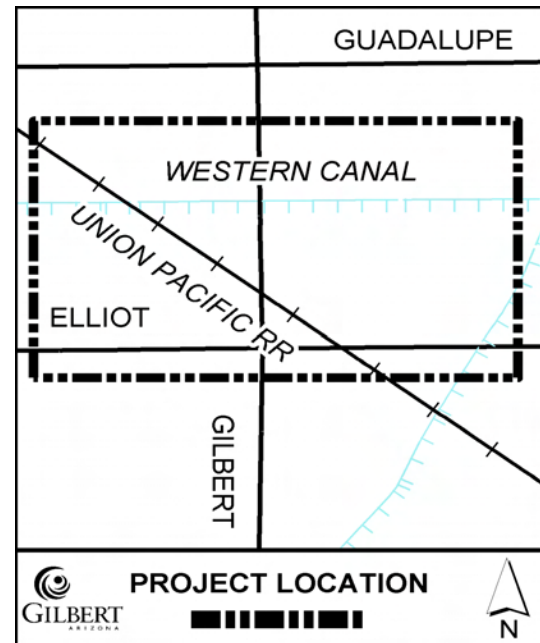 GUADALUPE
WESTERN CANAL
UNION PACIFIC RR
ELLIOT
GILBERT
PROJECT LOCATION
GILBERT
ARIZONA
N